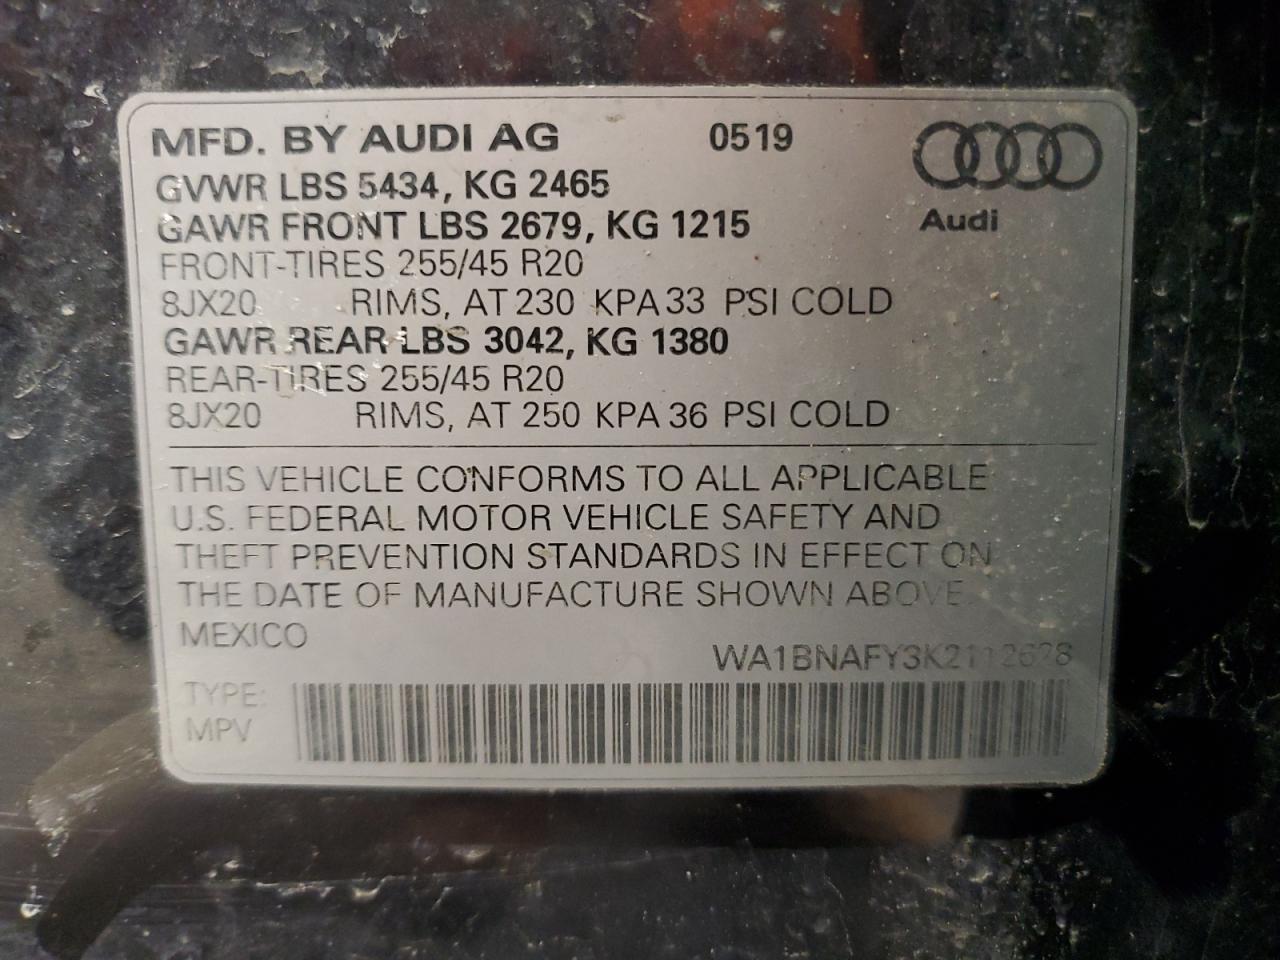 MFD. BY AUDI AG 0519
GVWR LBS 5434, KG 2465
GAWR FRONT LBS 2679, KG 1215
Audi
FRONT-TIRES 255/45 R20
8JX20 RIMS, AT 230 KPA 33 PSI COLD
GAWR REAR LBS 3042, KG 1380
REAR-TIRES 255/45 R20
8JX20 RIMS, AT 250 KPA 36 PSI COLD
THIS VEHICLE CONFORMS TO ALL APPLICABLE
U.S. FEDERAL MOTOR VEHICLE SAFETY AND
THEFT PREVENTION STANDARDS IN EFFECT ON
THE DATE OF MANUFACTURE SHOWN ABOVE.
MEXICO
TYPE:
MPV